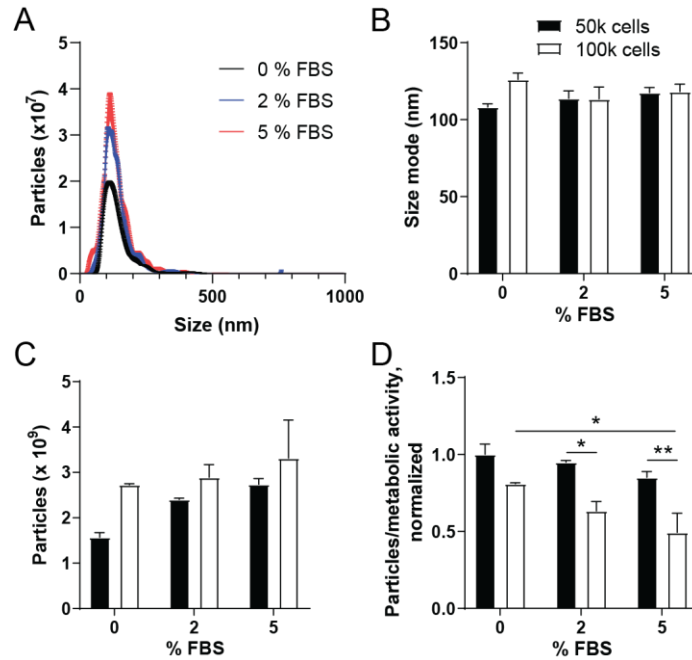 A
5
4
3
2
1
0
Particles (x10⁷)
0 % FBS
2 % FBS
5 % FBS
0
500
1000
Size (nm)
B
50k cells
100k cells
150
100
50
0
Size mode (nm)
0
2
5
% FBS
C
5
4
3
2
1
0
Particles (x 10⁹)
0
2
5
% FBS
D
1.5
1.0
0.5
0.0
Particles/metabolic activity,
normalized
*
*
**
0
2
5
% FBS